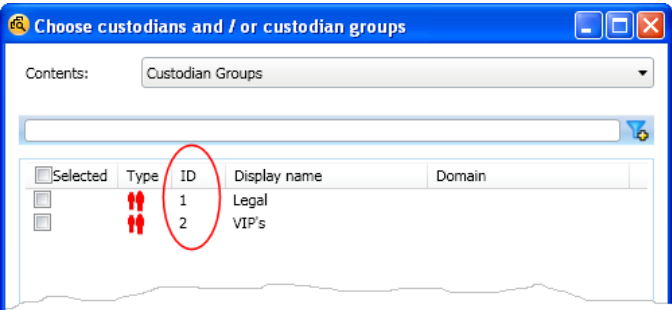 Choose custodians and / or custodian groups
Contents: Custodian Groups
Selected Type ID Display name Domain
1 Legal
2 VIP's